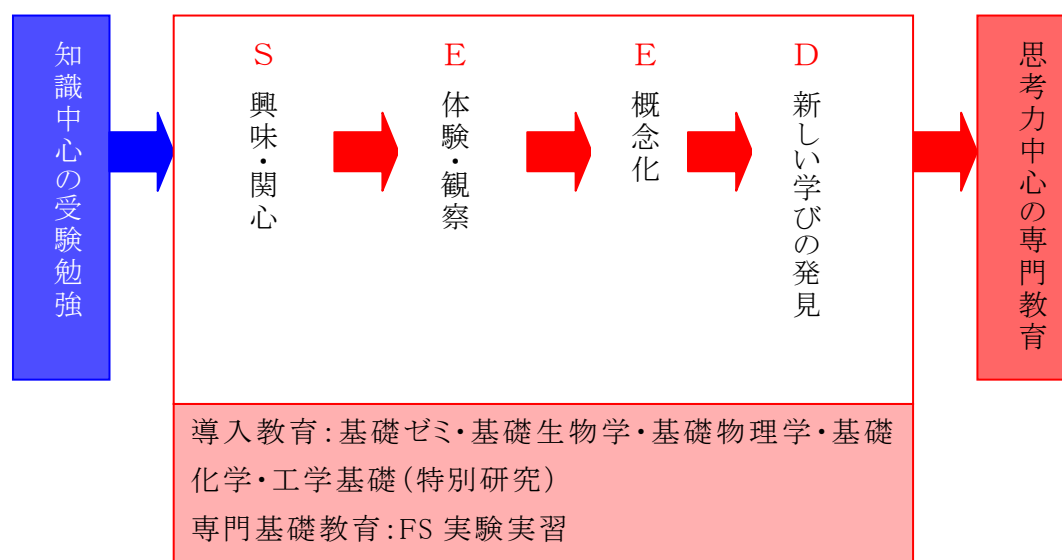 知識中心の受験勉強
S
興味・関心
E
体験・観察
E
概念化
D
新しい学びの発見
思考力中心の専門教育
導入教育:基礎ゼミ・基礎生物学・基礎物理学・基礎
化学・工学基礎(特別研究)
専門基礎教育:FS 実験実習